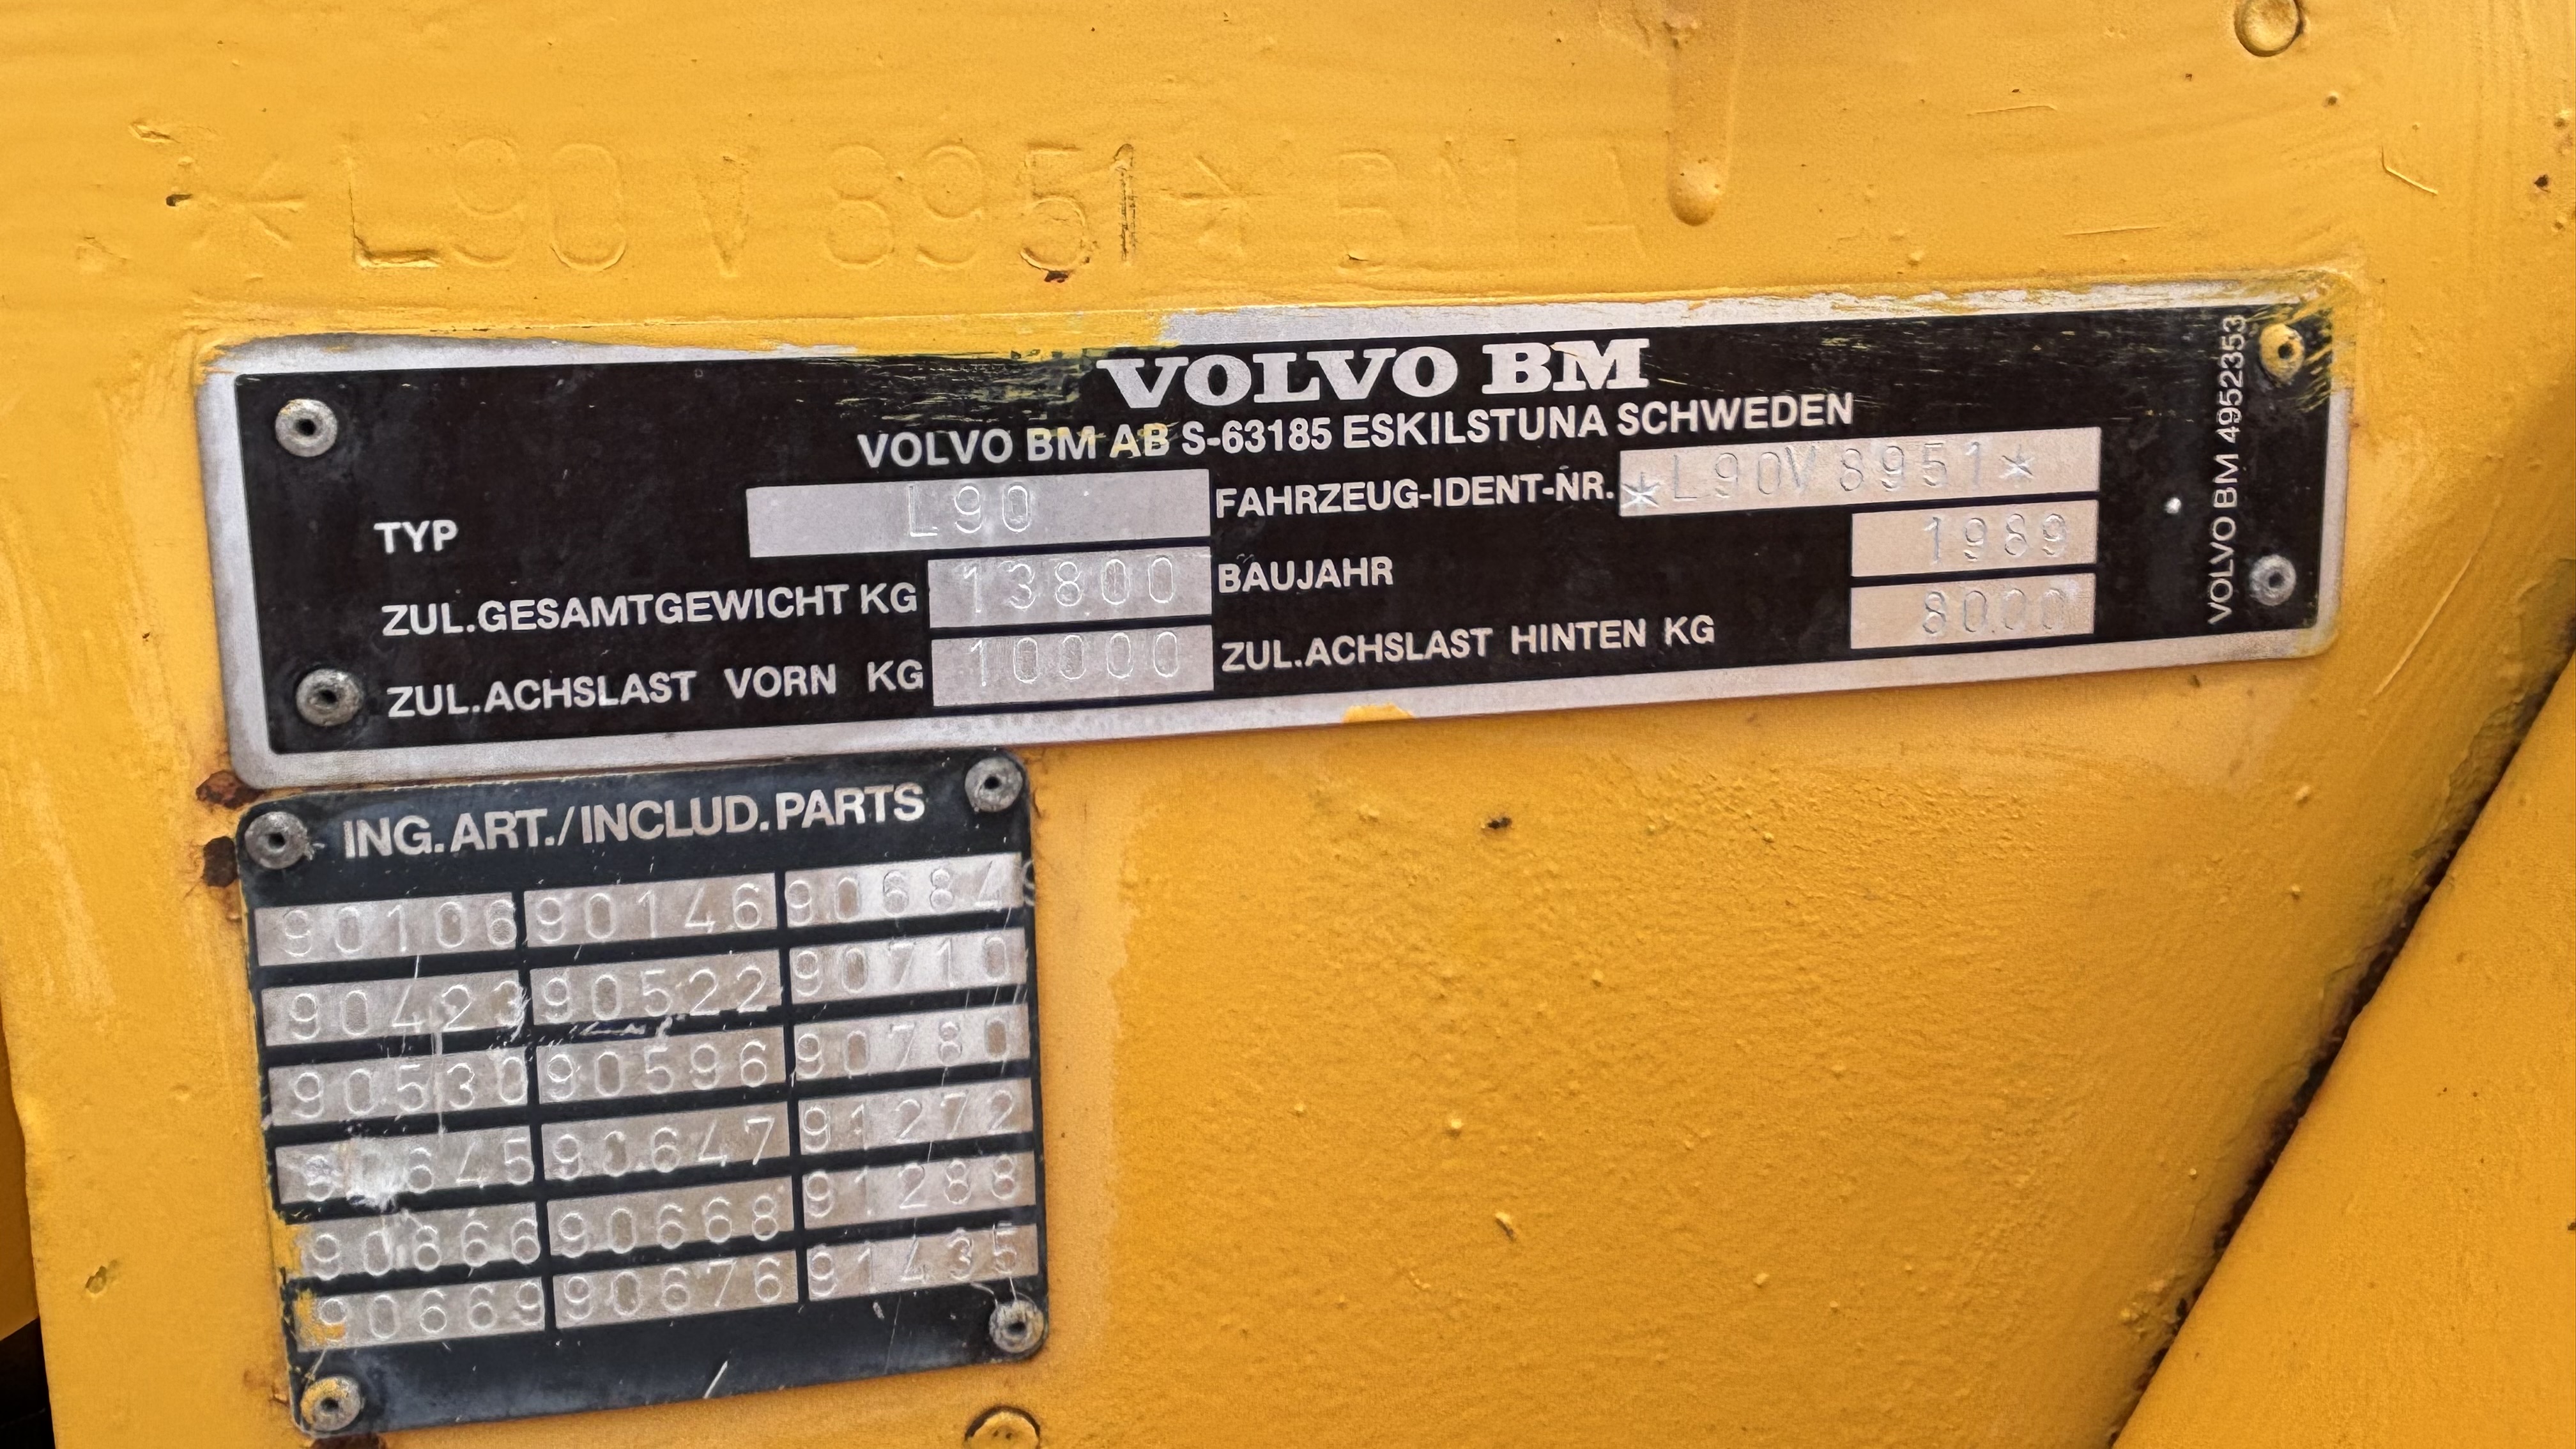 *L90V8951* BM A
VOLVO BM
VOLVO BM AB S-63185 ESKILSTUNA SCHWEDEN
TYP L90 FAHRZEUG-IDENT-NR. *L90V8951*
ZUL.GESAMTGEWICHT KG 13800 BAUJAHR 1989
ZUL.ACHSLAST VORN KG 10000 ZUL.ACHSLAST HINTEN KG 8000
VOLVO BM 4952353
ING.ART./INCLUD.PARTS
90106 90146 90684
90423 90522 90710
90530 90596 90780
90645 90647 91272
90666 90668 91288
90669 90676 91435